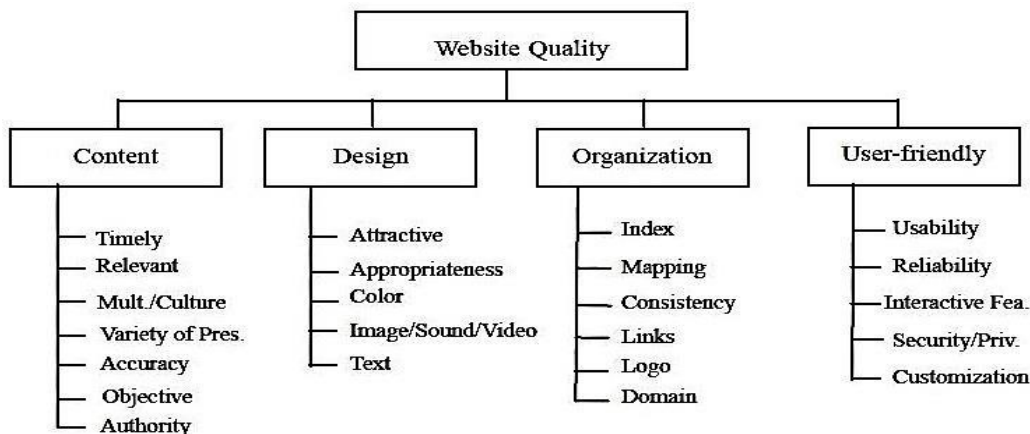 Website Quality
Content
Timely
Relevant
Mult./Culture
Variety of Pres.
Accuracy
Objective
Authority
Design
Attractive
Appropriateness
Color
Image/Sound/Video
Text
Organization
Index
Mapping
Consistency
Links
Logo
Domain
User-friendly
Usability
Reliability
Interactive Fea.
Security/Priv.
Customization